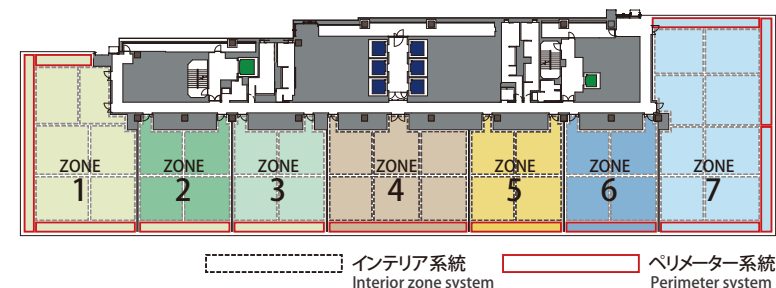 ZONE
1
ZONE
2
ZONE
3
ZONE
4
ZONE
5
ZONE
6
ZONE
7
インテリア系統
Interior zone system
ペリメーター系統
Perimeter system